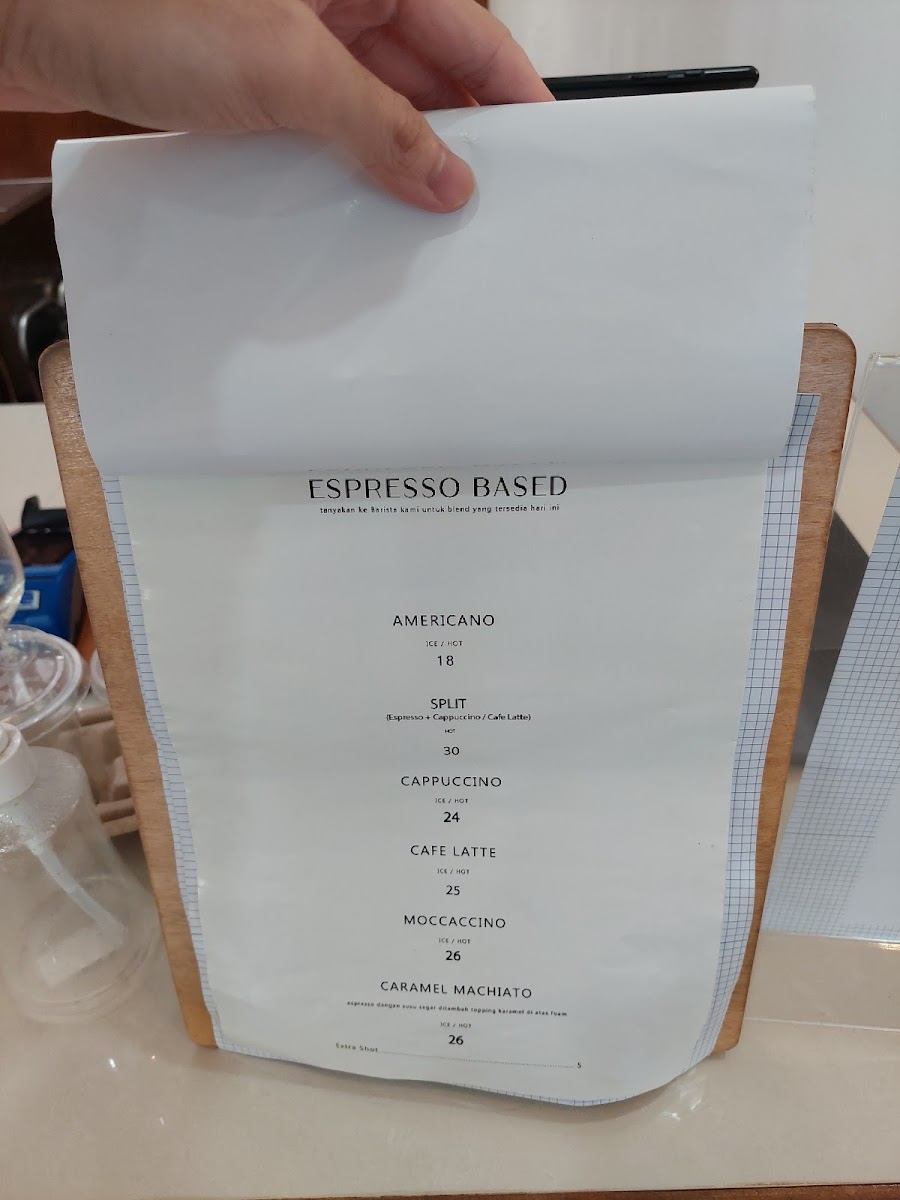 ESPRESSO BASED
tanyakan ke Barista kami untuk blend yang tersedia hari ini
AMERICANO
ICE / HOT
18
SPLIT
(Espresso + Cappuccino / Cafe Latte)
HOT
30
CAPPUCCINO
ICE / HOT
24
CAFE LATTE
ICE / HOT
25
MOCCACCINO
ICE / HOT
26
CARAMEL MACHIATO
espresso dangan susu segar ditambah topping karamel di atas foam
ICE / HOT
26
Extra Shot 5